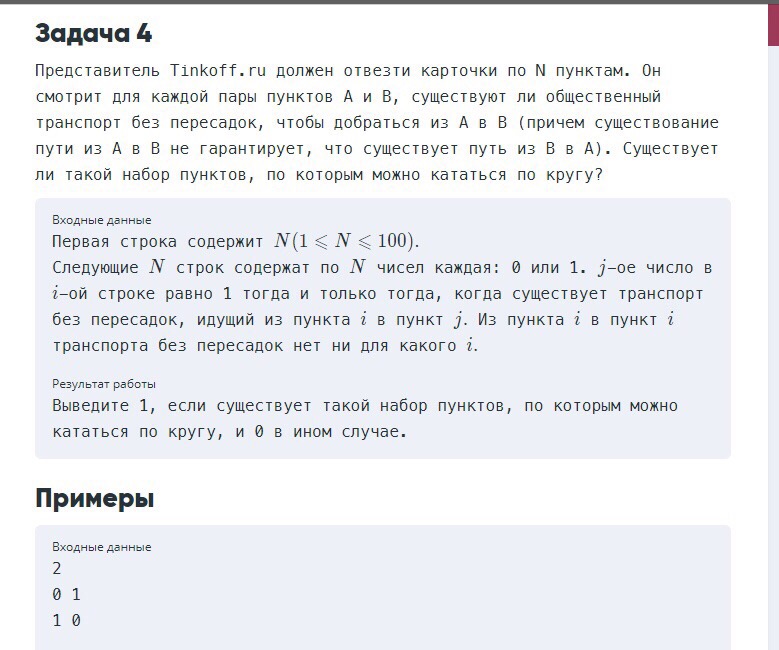 Задача 4
Представитель Tinkoff.ru должен отвезти карточки по N пунктам. Он
смотрит для каждой пары пунктов A и B, существуют ли общественный
транспорт без пересадок, чтобы добраться из A в B (причем существование
пути из A в B не гарантирует, что существует путь из B в A). Существует
ли такой набор пунктов, по которым можно кататься по кругу?
Входные данные
Первая строка содержит N(1 ⩽ N ⩽ 100).
Следующие N строк содержат по N чисел каждая: 0 или 1. j-ое число в
i-ой строке равно 1 тогда и только тогда, когда существует транспорт
без пересадок, идущий из пункта i в пункт j. Из пункта i в пункт i
транспорта без пересадок нет ни для какого i.
Результат работы
Выведите 1, если существует такой набор пунктов, по которым можно
кататься по кругу, и 0 в ином случае.
Примеры
Входные данные
2
0 1
1 0